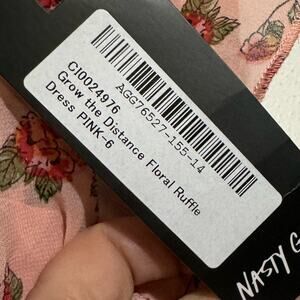 AGG76527-155-14
CI0024976
Grow the Distance Floral Ruffle
Dress PINK-6
NASTY G